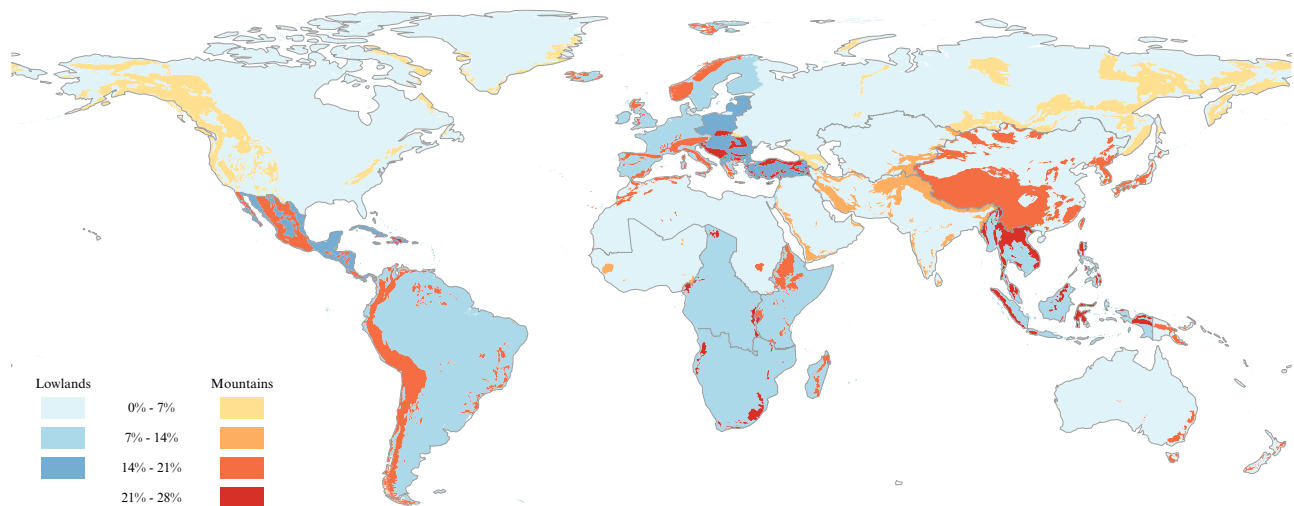 Lowlands Mountains
0% - 7%
7% - 14%
14% - 21%
21% - 28%